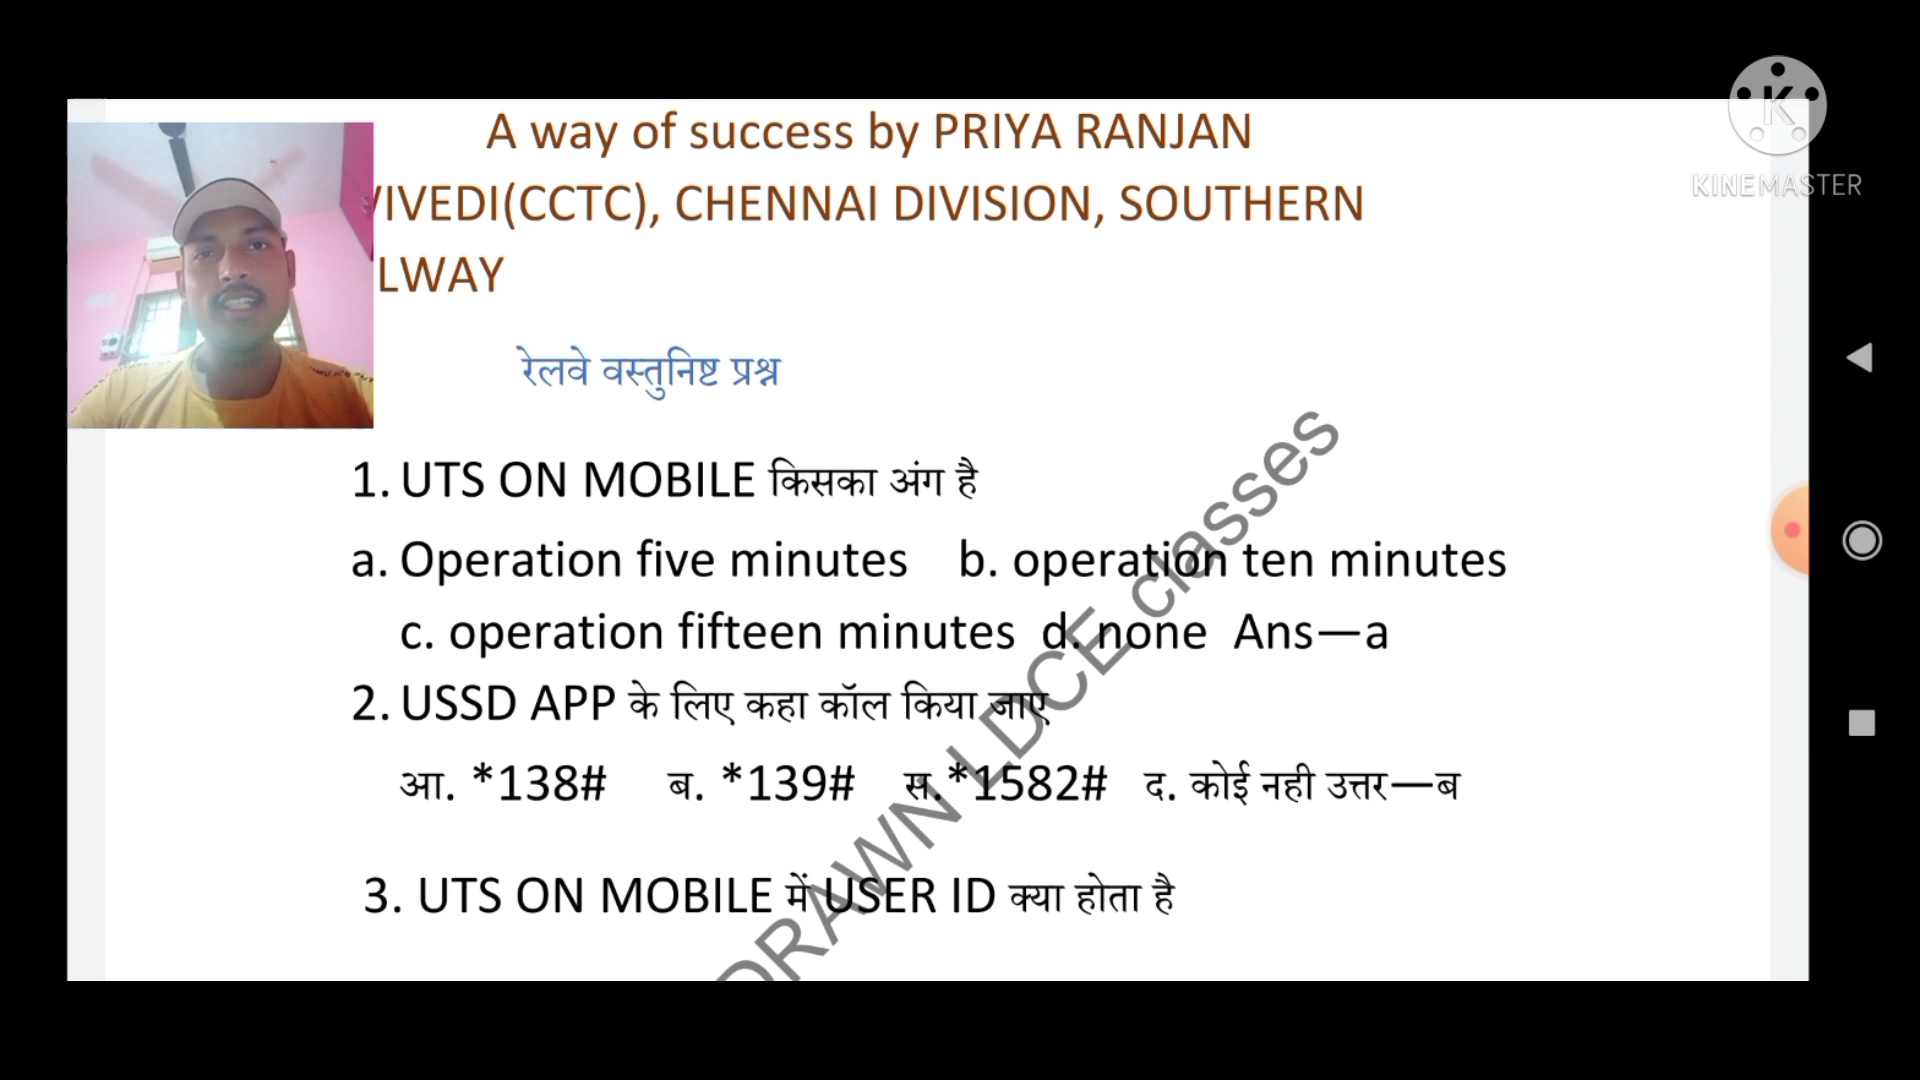 A way of success by PRIYA RANJAN
VIVEDI(CCTC), CHENNAI DIVISION, SOUTHERN
LWAY
रेलवे वस्तुनिष्ट प्रश्न
1. UTS ON MOBILE किसका अंग है
a. Operation five minutes b. operation ten minutes
c. operation fifteen minutes d. none Ans—a
2. USSD APP के लिए कहा कॉल किया जाए
आ. *138# ब. *139# स.*1582# द. कोई नही उत्तर—ब
3. UTS ON MOBILE में USER ID क्या होता है
DRAWN LDCE classes
K
KINEMASTER